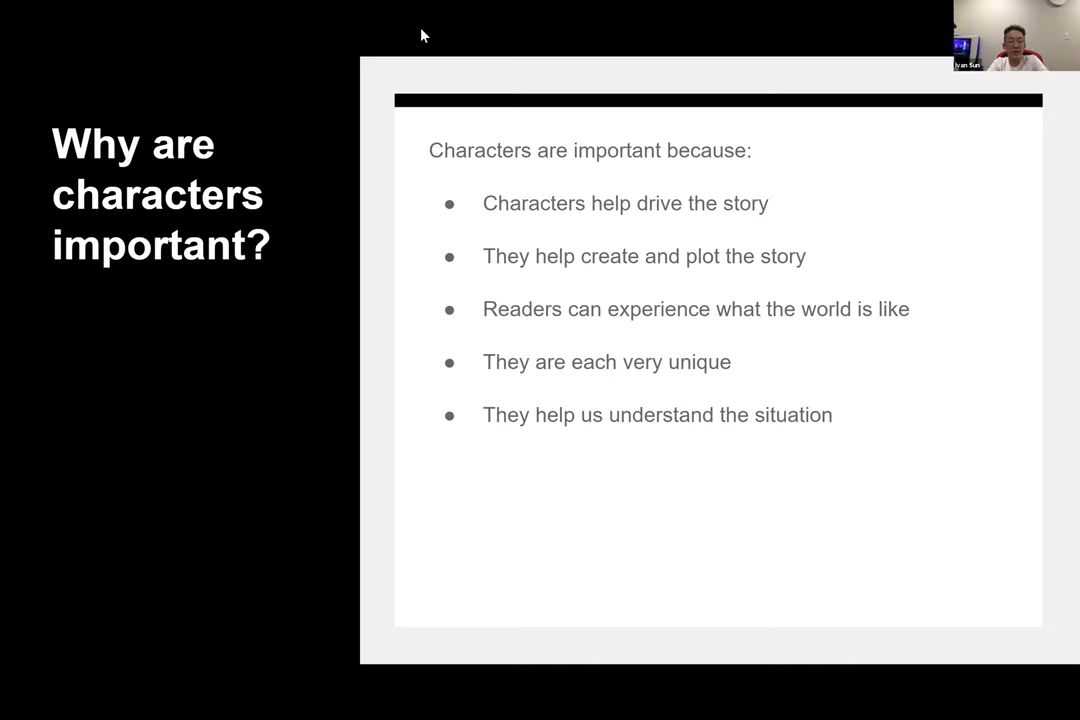 Why are
characters
important?
Characters are important because:
● Characters help drive the story
● They help create and plot the story
● Readers can experience what the world is like
● They are each very unique
● They help us understand the situation
Ivan Sun